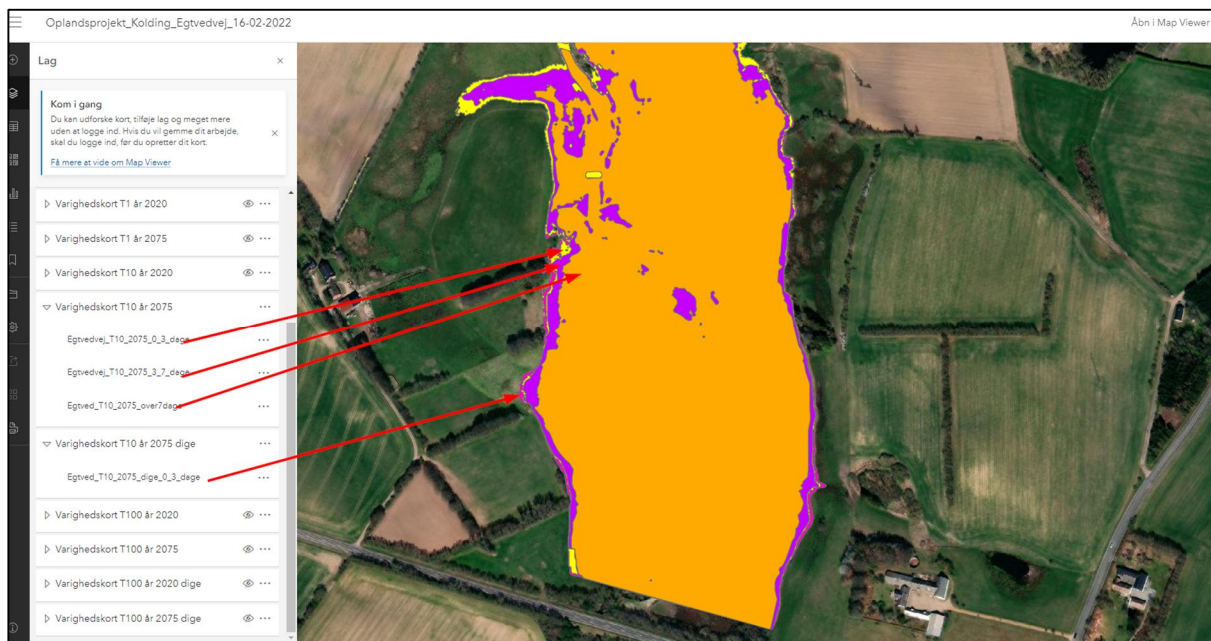 Oplandsprojekt_Kolding_Egtvedvej_16-02-2022
Åbn i Map Viewer
Lag
Kom i gang
Du kan udforske kort, tilføje lag og meget mere
uden at logge ind. Hvis du vil gemme dit arbejde,
skal du logge ind, før du opretter dit kort.
Få mere at vide om Map Viewer
Varighedskort T1 år 2020
Varighedskort T1 år 2075
Varighedskort T10 år 2020
Varighedskort T10 år 2075
Egtvedvej_T10_2075_0_3_dage
Egtvedvej_T10_2075_3_7_dage
Egtved_T10_2075_over7dage
Varighedskort T10 år 2075 dige
Egtved_T10_2075_dige_0_3_dage
Varighedskort T100 år 2020
Varighedskort T100 år 2075
Varighedskort T100 år 2020 dige
Varighedskort T100 år 2075 dige